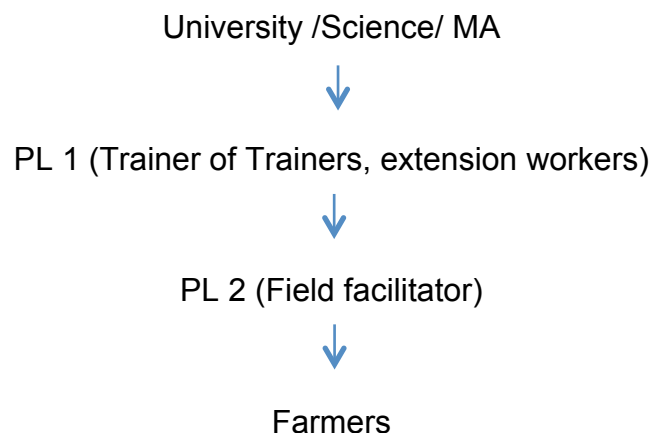 University /Science/ MA
PL 1 (Trainer of Trainers, extension workers)
PL 2 (Field facilitator)
Farmers